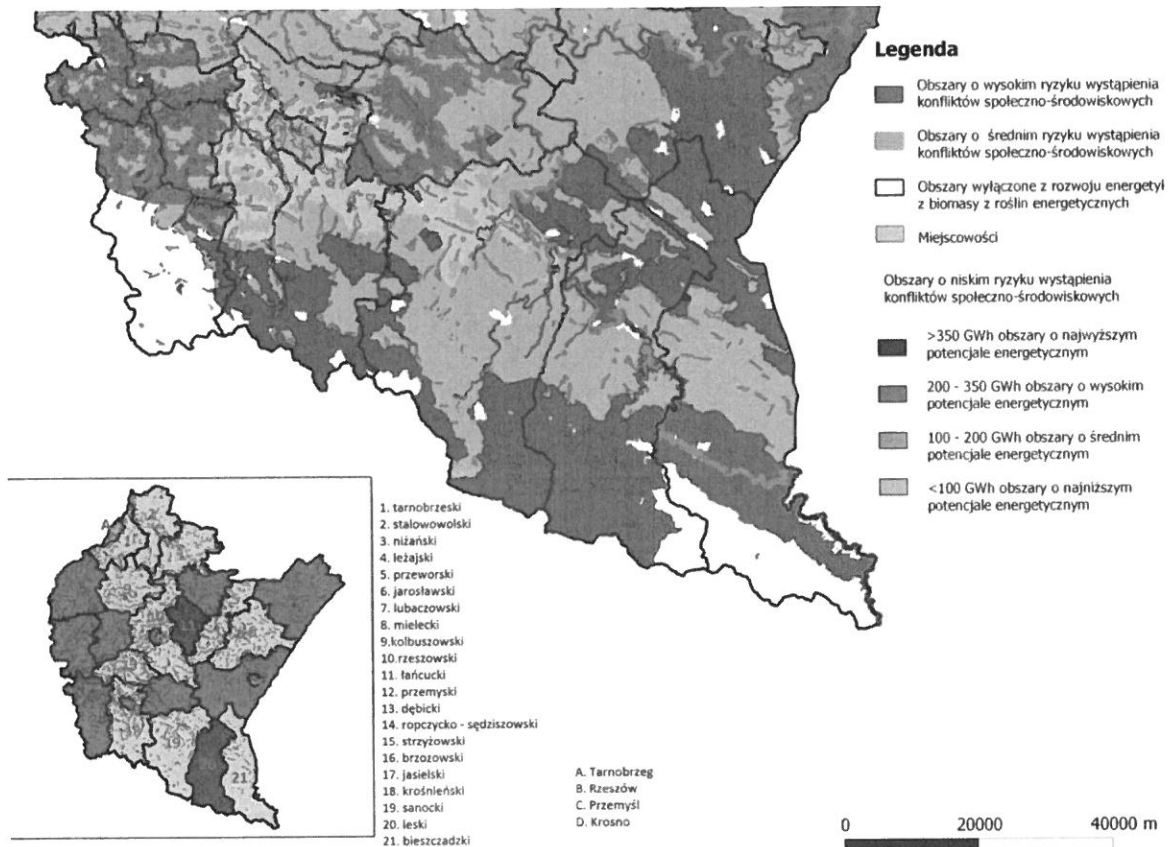 Legenda
Obszary o wysokim ryzyku wystąpienia
konfliktów społeczno-środowiskowych
Obszary o średnim ryzyku wystąpienia
konfliktów społeczno-środowiskowych
Obszary wyłączone z rozwoju energetyl
z biomasy z roślin energetycznych
Miejscowości
Obszary o niskim ryzyku wystąpienia
konfliktów społeczno-środowiskowych
>350 GWh obszary o najwyższym
potencjale energetycznym
200 - 350 GWh obszary o wysokim
potencjale energetycznym
100 - 200 GWh obszary o średnim
potencjale energetycznym
<100 GWh obszary o najniższym
potencjale energetycznym
1. tarnobrzeski
2. stalowowolski
3. niżański
4. leżajski
5. przeworski
6. jarosławski
7. lubaczowski
8. mielecki
9.kolbuszowski
10.rzeszowski
11. łańcucki
12. przemyski
13. dębicki
14. ropczycko - sędziszowski
15. strzyżowski
16. brzozowski
17. jasielski
18. krośnieński
19. sanocki
20. leski
21. bieszczadzki
A. Tarnobrzeg
B. Rzeszów
C. Przemyśl
D. Krosno
A
C
21
0 20000 40000 m